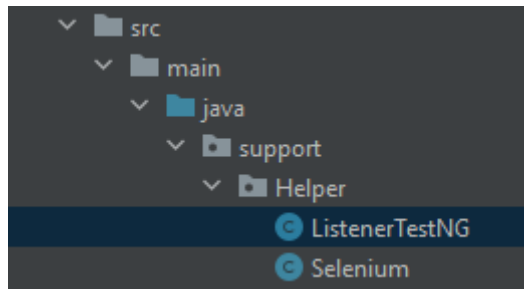 src
main
java
support
Helper
ListenerTestNG
Selenium